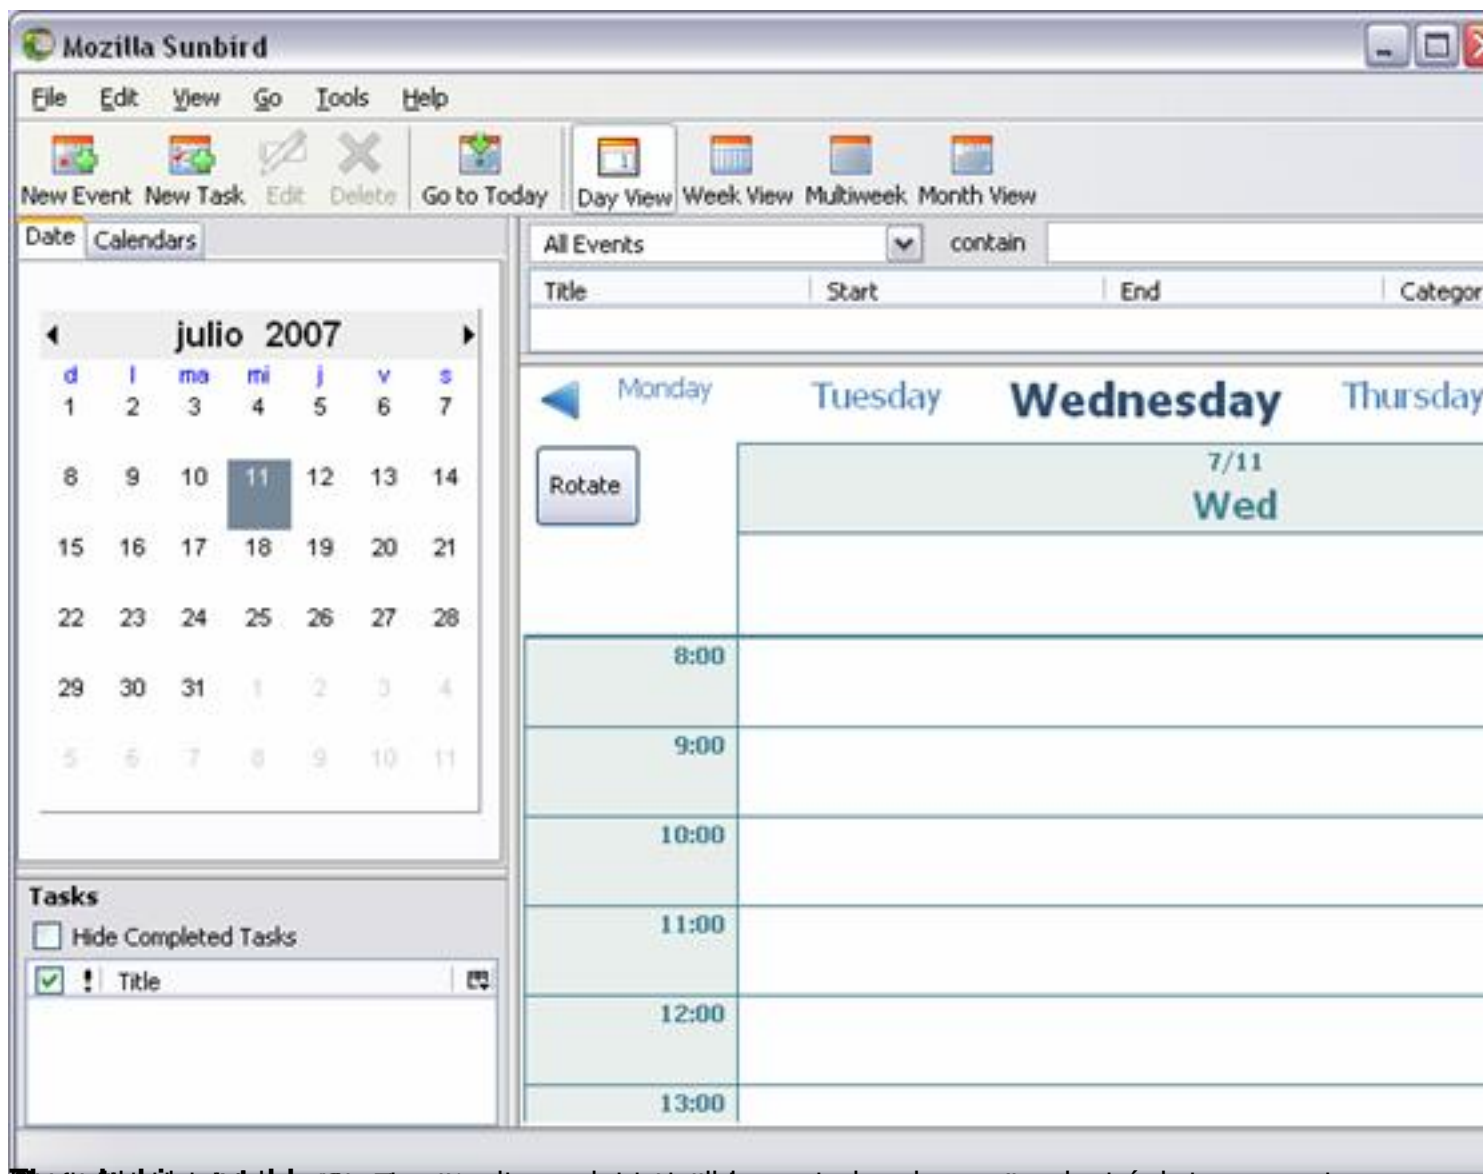 Mozilla Sunbird
File Edit View Go Tools Help
New Event New Task Edit Delete Go to Today Day View Week View Multiweek Month View
Date Calendars
julio 2007
d l ma mi j v s
1 2 3 4 5 6 7
8 9 10 11 12 13 14
15 16 17 18 19 20 21
22 23 24 25 26 27 28
29 30 31 1 2 3 4
5 6 7 8 9 10 11
Tasks
Hide Completed Tasks
! Title
All Events contain
Title Start End Categor
Monday Tuesday Wednesday Thursday
Rotate
7/11
Wed
8:00
9:00
10:00
11:00
12:00
13:00